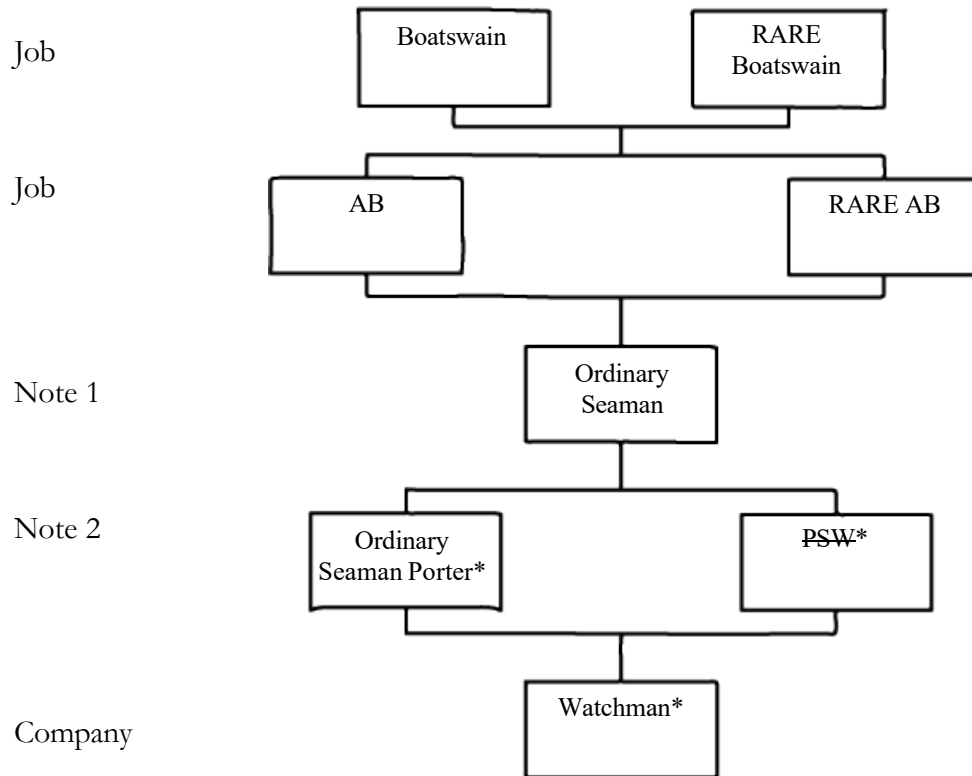 Job
Boatswain
RARE
Boatswain
Job
AB
RARE AB
Note 1
Ordinary
Seaman
Note 2
Ordinary
Seaman Porter*
PSW*
Company
Watchman*